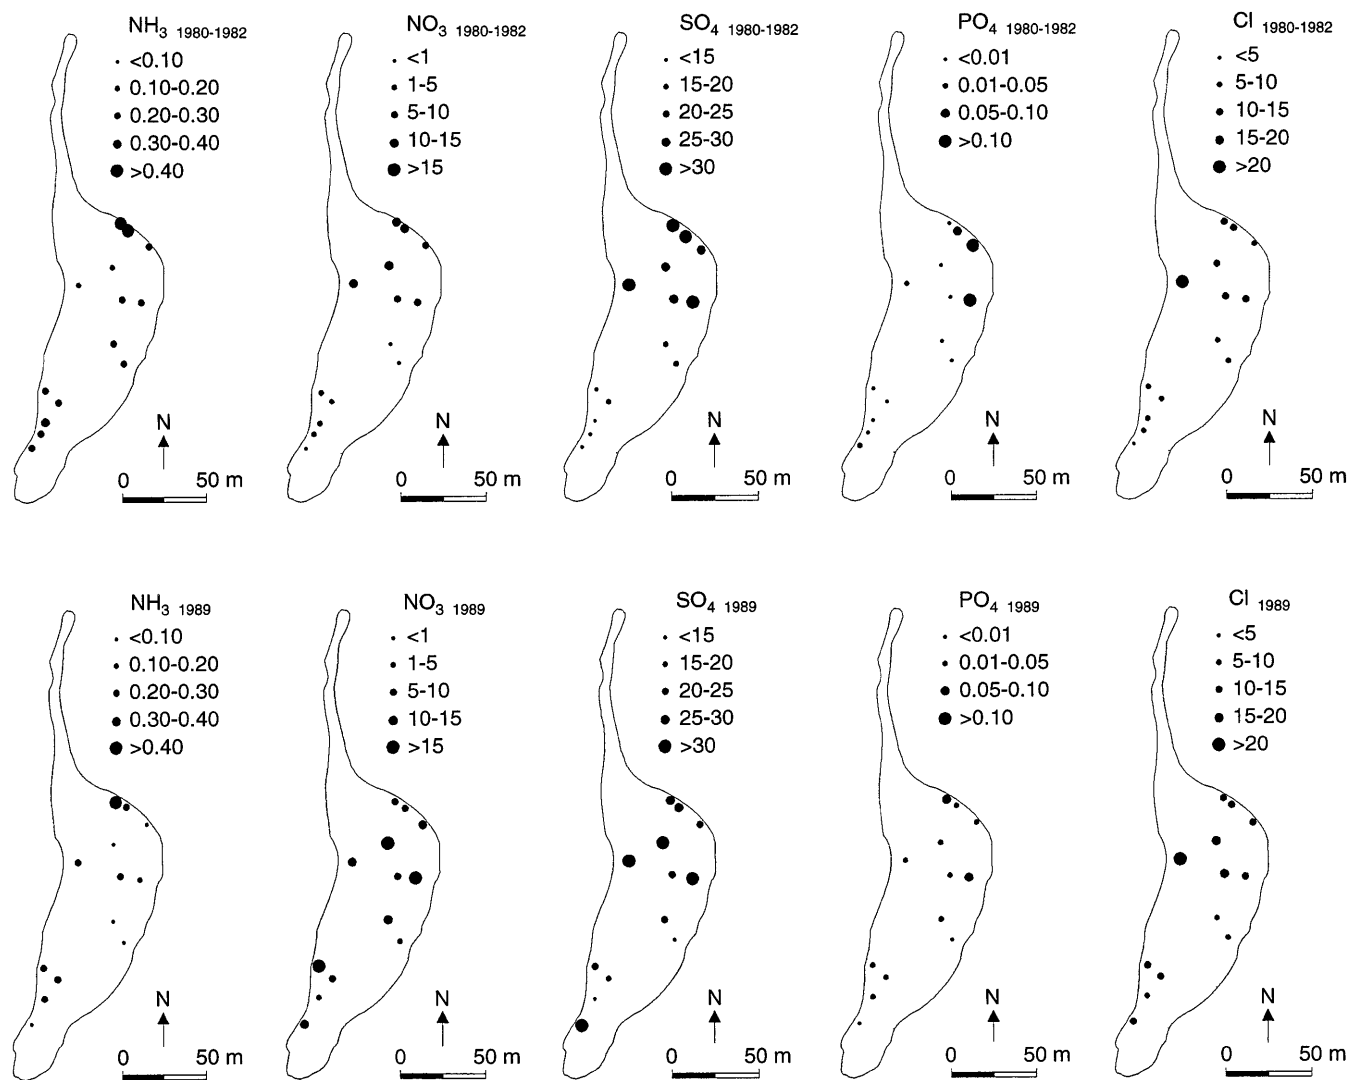 NH3 1980-1982
<0.10
0.10-0.20
0.20-0.30
0.30-0.40
>0.40
N
0 50 m
NO3 1980-1982
<1
1-5
5-10
10-15
>15
N
0 50 m
SO4 1980-1982
<15
15-20
20-25
25-30
>30
N
0 50 m
PO4 1980-1982
<0.01
0.01-0.05
0.05-0.10
>0.10
N
0 50 m
Cl 1980-1982
<5
5-10
10-15
15-20
>20
N
0 50 m
NH3 1989
<0.10
0.10-0.20
0.20-0.30
0.30-0.40
>0.40
N
0 50 m
NO3 1989
<1
1-5
5-10
10-15
>15
N
0 50 m
SO4 1989
<15
15-20
20-25
25-30
>30
N
0 50 m
PO4 1989
<0.01
0.01-0.05
0.05-0.10
>0.10
N
0 50 m
Cl 1989
<5
5-10
10-15
15-20
>20
N
0 50 m